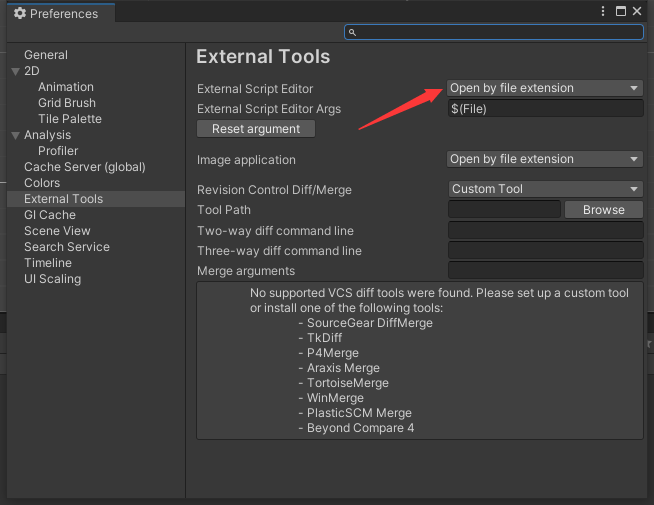 Preferences
General
2D
Animation
Grid Brush
Tile Palette
Analysis
Profiler
Cache Server (global)
Colors
External Tools
GI Cache
Scene View
Search Service
Timeline
UI Scaling
External Tools
External Script Editor Open by file extension
External Script Editor Args $(File)
Reset argument
Image application Open by file extension
Revision Control Diff/Merge Custom Tool
Tool Path Browse
Two-way diff command line
Three-way diff command line
Merge arguments
No supported VCS diff tools were found. Please set up a custom tool
or install one of the following tools:
- SourceGear DiffMerge
- TkDiff
- P4Merge
- Araxis Merge
- TortoiseMerge
- WinMerge
- PlasticSCM Merge
- Beyond Compare 4